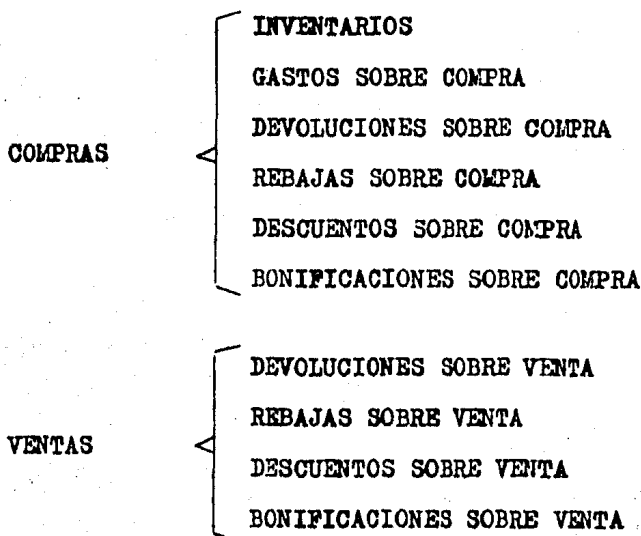 INVENTARIOS
GASTOS SOBRE COMPRA
DEVOLUCIONES SOBRE COMPRA
COMPRAS
REBAJAS SOBRE COMPRA
DESCUENTOS SOBRE COMPRA
BONIFICACIONES SOBRE COMPRA
DEVOLUCIONES SOBRE VENTA
REBAJAS SOBRE VENTA
VENTAS
DESCUENTOS SOBRE VENTA
BONIFICACIONES SOBRE VENTA